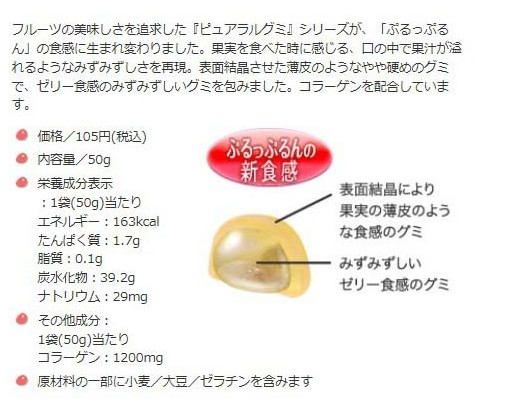 フルーツの美味しさを追求した『ピュアラルグミ』シリーズが、「ぷるっぷる
ん」の食感に生まれ変わりました。果実を食べた時に感じる、口の中で果汁が溢
れるようなみずみずしさを再現。表面結晶させた薄皮のようなやや硬めのグミ
で、ゼリー食感のみずみずしいグミを包みました。コラーゲンを配合していま
す。
価格／105円(税込)
内容量／50g
栄養成分表示
：1袋(50g)当たり
エネルギー：163kcal
たんぱく質：1.7g
脂質：0.1g
炭水化物：39.2g
ナトリウム：29mg
その他成分：
1袋(50g)当たり
コラーゲン：1200mg
原材料の一部に小麦／大豆／ゼラチンを含みます
ぷるっぷるんの
新食感
表面結晶により
果実の薄皮のよう
な食感のグミ
みずみずしい
ゼリー食感のグミ